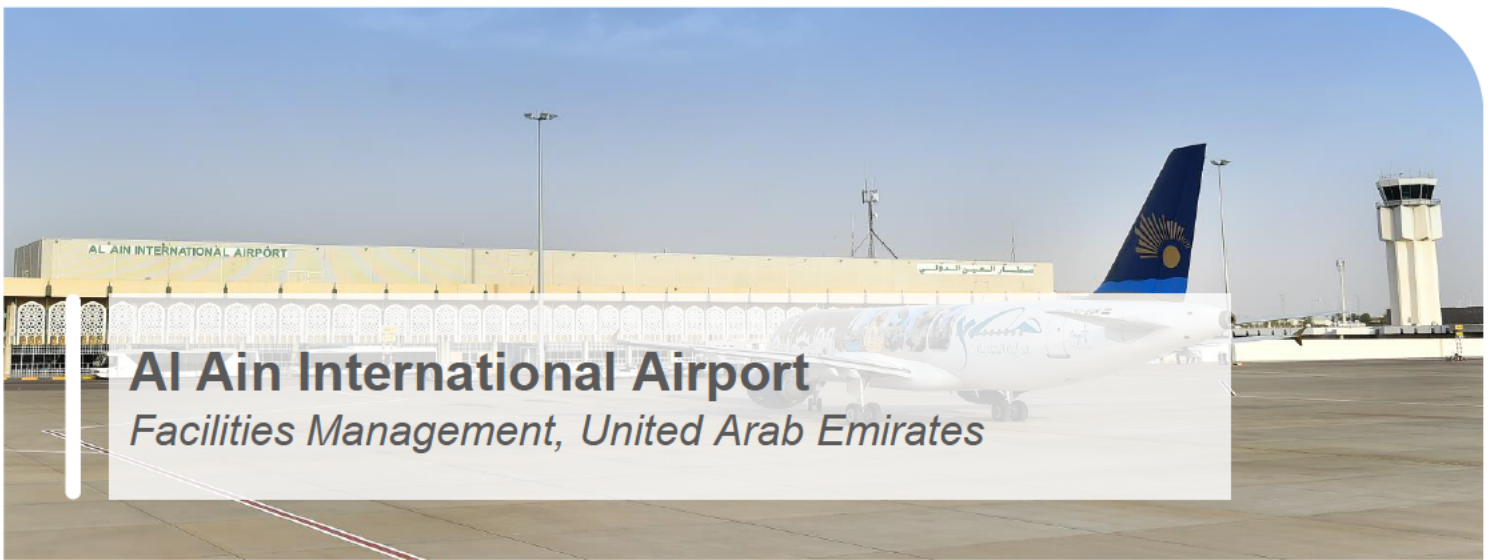 AL AIN INTERNATIONAL AIRPORT
مطار العين الدولي
Al Ain International Airport
Facilities Management, United Arab Emirates